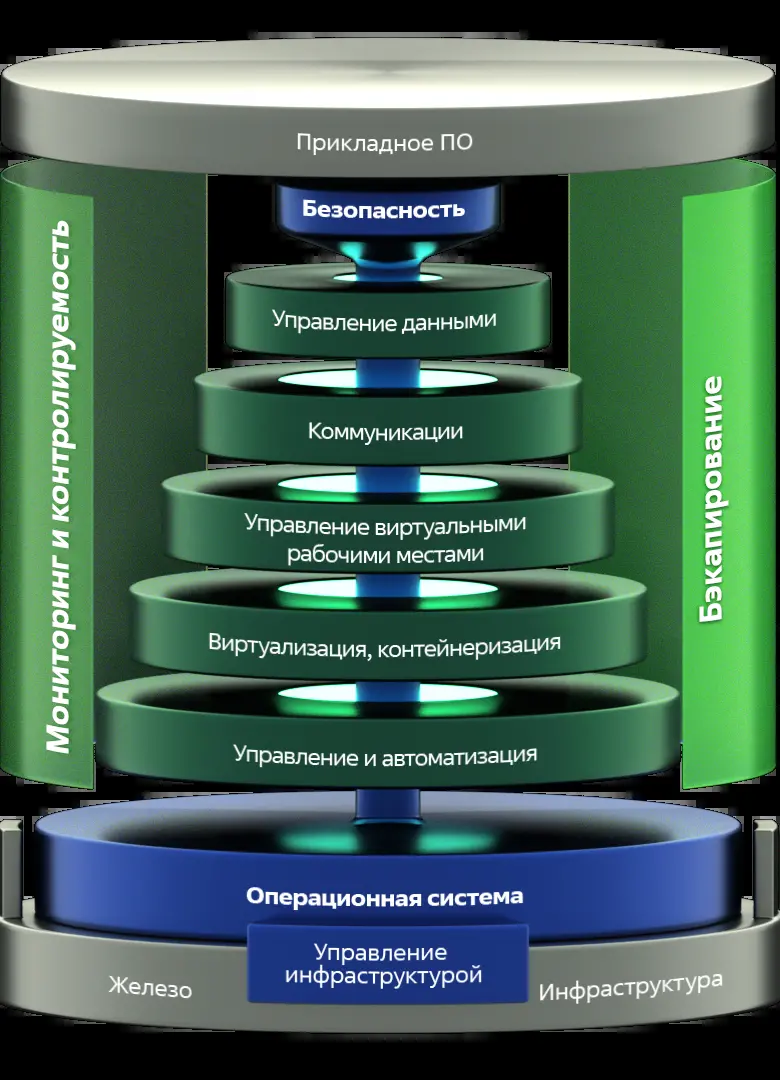 Прикладное ПО
Безопасность
Мониторинг и контролируемость
Управление данными
Коммуникации
Управление виртуальными
рабочими местами
Виртуализация, контейнеризация
Управление и автоматизация
Бэкапирование
Операционная система
Управление
инфраструктурой
Железо
Инфраструктура